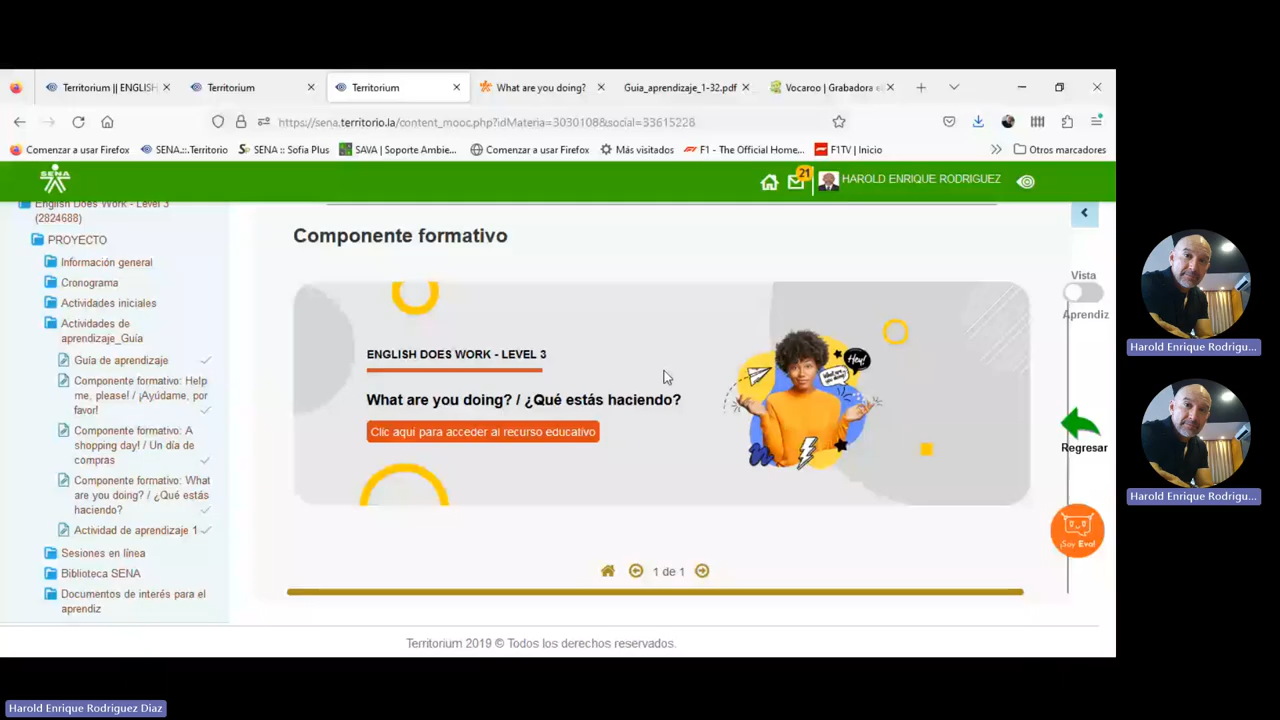 Territorium || ENGLISH
Territorium
Territorium
What are you doing?
Guia_aprendizaje_1-32.pdf
Vocaroo | Grabadora
https://sena.territorio.la/content_mooc.php?idMateria=3030108&social=33615228
Comenzar a usar Firefox
SENA.::.Territorio
SENA :: Sofia Plus
SAVA | Soporte Ambie...
Comenzar a usar Firefox
Más visitados
F1 - The Official Home...
F1TV | Inicio
Otros marcadores
SENA
21
HAROLD ENRIQUE RODRIGUEZ
English Does Work - Level 3
(2824688)
PROYECTO
Información general
Cronograma
Actividades iniciales
Actividades de
aprendizaje_Guía
Guía de aprendizaje
Componente formativo: Help
me, please! / ¡Ayúdame, por
favor!
Componente formativo: A
shopping day! / Un día de
compras
Componente formativo: What
are you doing? / ¿Qué estás
haciendo?
Actividad de aprendizaje 1
Sesiones en línea
Biblioteca SENA
Documentos de interés para el
aprendiz
Componente formativo
ENGLISH DOES WORK - LEVEL 3
What are you doing? / ¿Qué estás haciendo?
Clic aquí para acceder al recurso educativo
Hey!
What are you doing?
1 de 1
Vista
Aprendiz
Regresar
¡Soy Eva!
Territorium 2019 © Todos los derechos reservados.
Harold Enrique Rodrigu...
Harold Enrique Rodrigu...
Harold Enrique Rodriguez Diaz